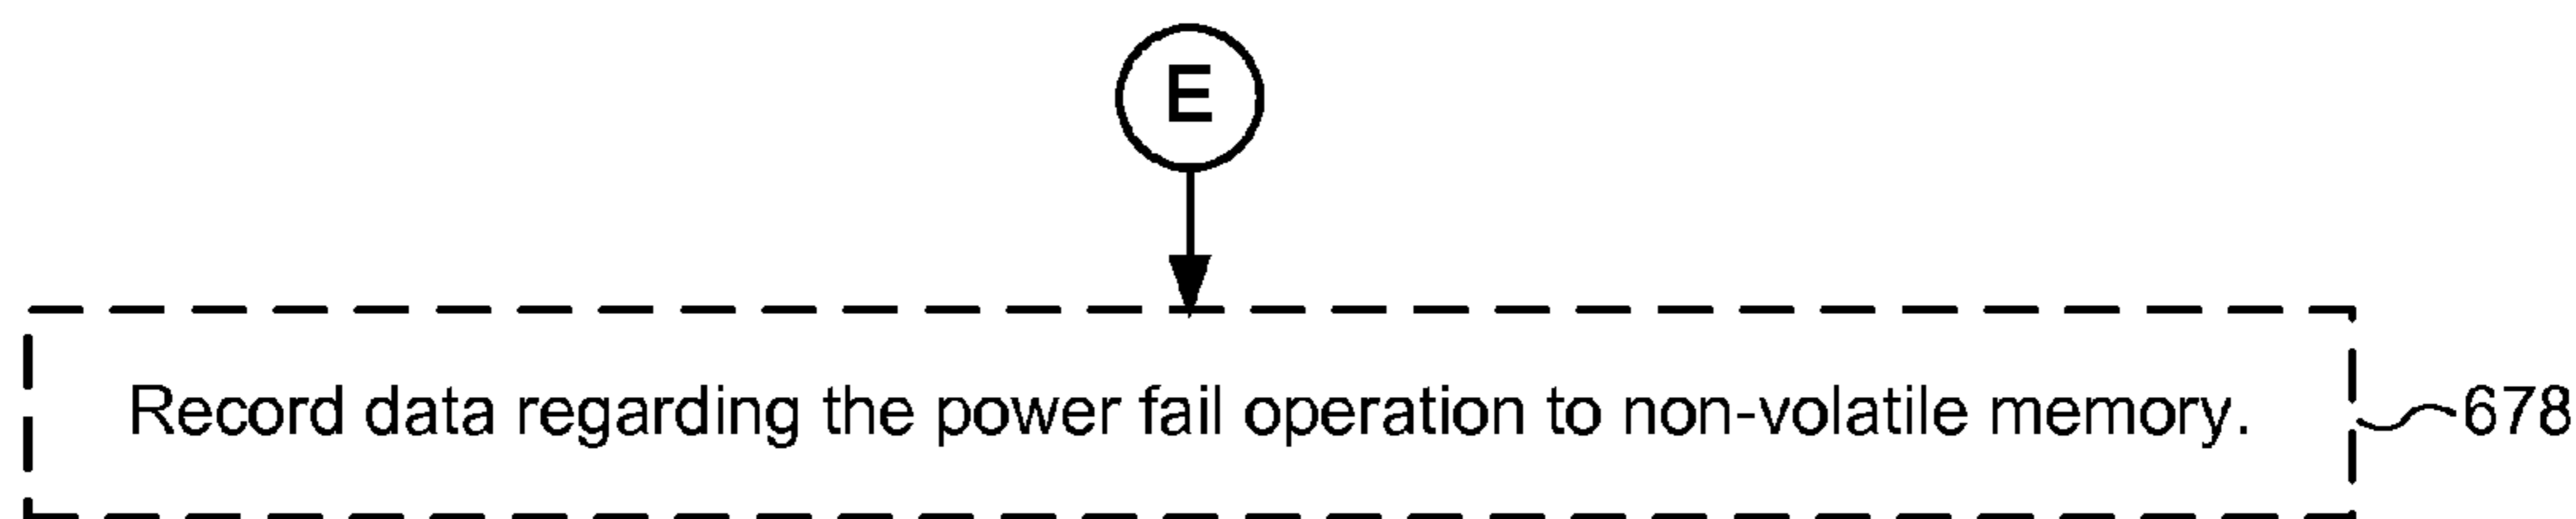 E
Record data regarding the power fail operation to non-volatile memory.
678